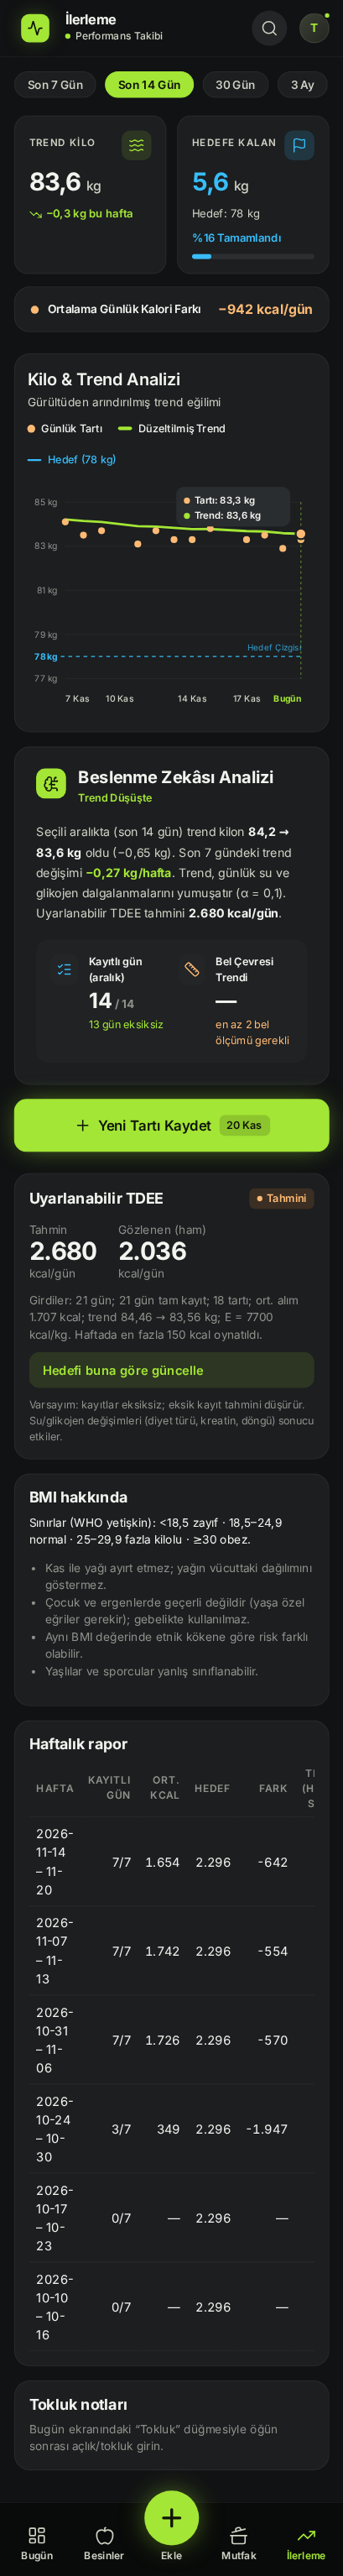 İlerleme
Performans Takibi
T
Son 7 Gün
Son 14 Gün
30 Gün
3 Ay
TREND KİLO
83,6 kg
−0,3 kg bu hafta
HEDEFE KALAN
5,6 kg
Hedef: 78 kg
%16 Tamamlandı
Ortalama Günlük Kalori Farkı
−942 kcal/gün
Kilo & Trend Analizi
Gürültüden arındırılmış trend eğilimi
Günlük Tartı
Düzeltilmiş Trend
Hedef (78 kg)
Tartı: 83,3 kg
Trend: 83,6 kg
85 kg
83 kg
81 kg
79 kg
Hedef Çizgisi
78 kg
77 kg
7 Kas
10 Kas
14 Kas
17 Kas
Bugün
Beslenme Zekâsı Analizi
Trend Düşüşte
Seçili aralıkta (son 14 gün) trend kilon 84,2 →
83,6 kg oldu (−0,65 kg). Son 7 gündeki trend
değişimi −0,27 kg/hafta. Trend, günlük su ve
glikojen dalgalanmalarını yumuşatır (α = 0,1).
Uyarlanabilir TDEE tahmini 2.680 kcal/gün.
Kayıtlı gün
(aralık)
14 / 14
13 gün eksiksiz
Bel Çevresi
Trendi
—
en az 2 bel
ölçümü gerekli
Yeni Tartı Kaydet
20 Kas
Uyarlanabilir TDEE
Tahmini
Tahmin
2.680
kcal/gün
Gözlenen (ham)
2.036
kcal/gün
Girdiler: 21 gün; 21 gün tam kayıt; 18 tartı; ort. alım
1.707 kcal; trend 84,46 → 83,56 kg; E = 7700
kcal/kg. Haftada en fazla 150 kcal oynatıldı.
Hedefi buna göre güncelle
Varsayım: kayıtlar eksiksiz; eksik kayıt tahmini düşürür.
Su/glikojen değişimleri (diyet türü, kreatin, döngü) sonucu
etkiler.
BMI hakkında
Sınırlar (WHO yetişkin): <18,5 zayıf · 18,5–24,9
normal · 25–29,9 fazla kilolu · ≥30 obez.
• Kas ile yağı ayırt etmez; yağın vücuttaki dağılımını
göstermez.
• Çocuk ve ergenlerde geçerli değildir (yaşa özel
eğriler gerekir); gebelikte kullanılmaz.
• Aynı BMI değerinde etnik kökene göre risk farklı
olabilir.
• Yaşlılar ve sporcular yanlış sınıflanabilir.
Haftalık rapor
HAFTA
KAYITLI
GÜN
ORT.
KCAL
HEDEF
FARK
2026-
11-14
– 11-
20
7/7
1.654
2.296
-642
2026-
11-07
– 11-
13
7/7
1.742
2.296
-554
2026-
10-31
– 11-
06
7/7
1.726
2.296
-570
2026-
10-24
– 10-
30
3/7
349
2.296
-1.947
2026-
10-17
– 10-
23
0/7
—
2.296
—
2026-
10-10
– 10-
16
0/7
—
2.296
—
Tokluk notları
Bugün ekranındaki “Tokluk” düğmesiyle öğün
sonrası açlık/tokluk girin.
Bugün
Besinler
Ekle
Mutfak
İlerleme